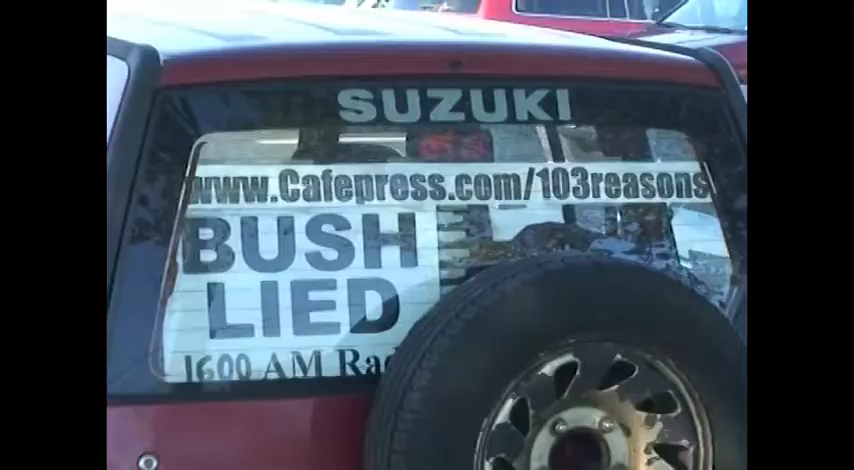 SUZUKI
www.Cafepress.com/103reasons
BUSH
LIED
1600 AM